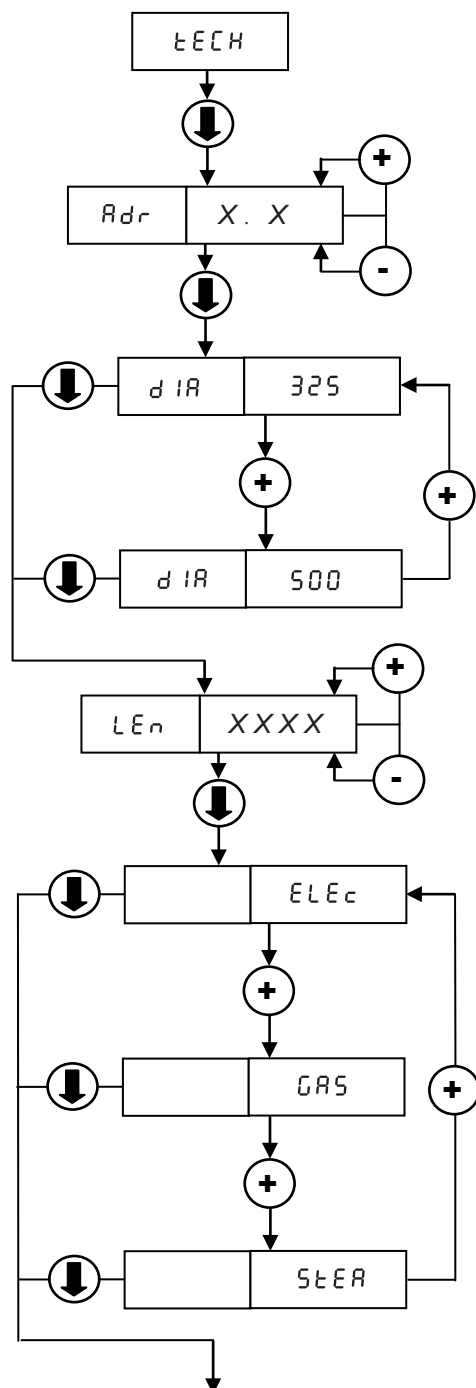 tECH
+
Adr X. X
-
dIA 325
+
+
dIA 500
+
LEn XXXX
-
ELEc
+
GAS
+
+
StEA